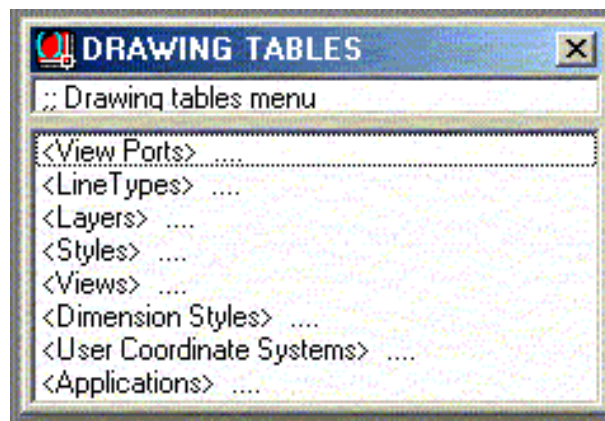 DRAWING TABLES
;; Drawing tables menu
<View Ports> ....
<LineTypes> ....
<Layers> ....
<Styles> ....
<Views> ....
<Dimension Styles> ....
<User Coordinate Systems> ....
<Applications> ....